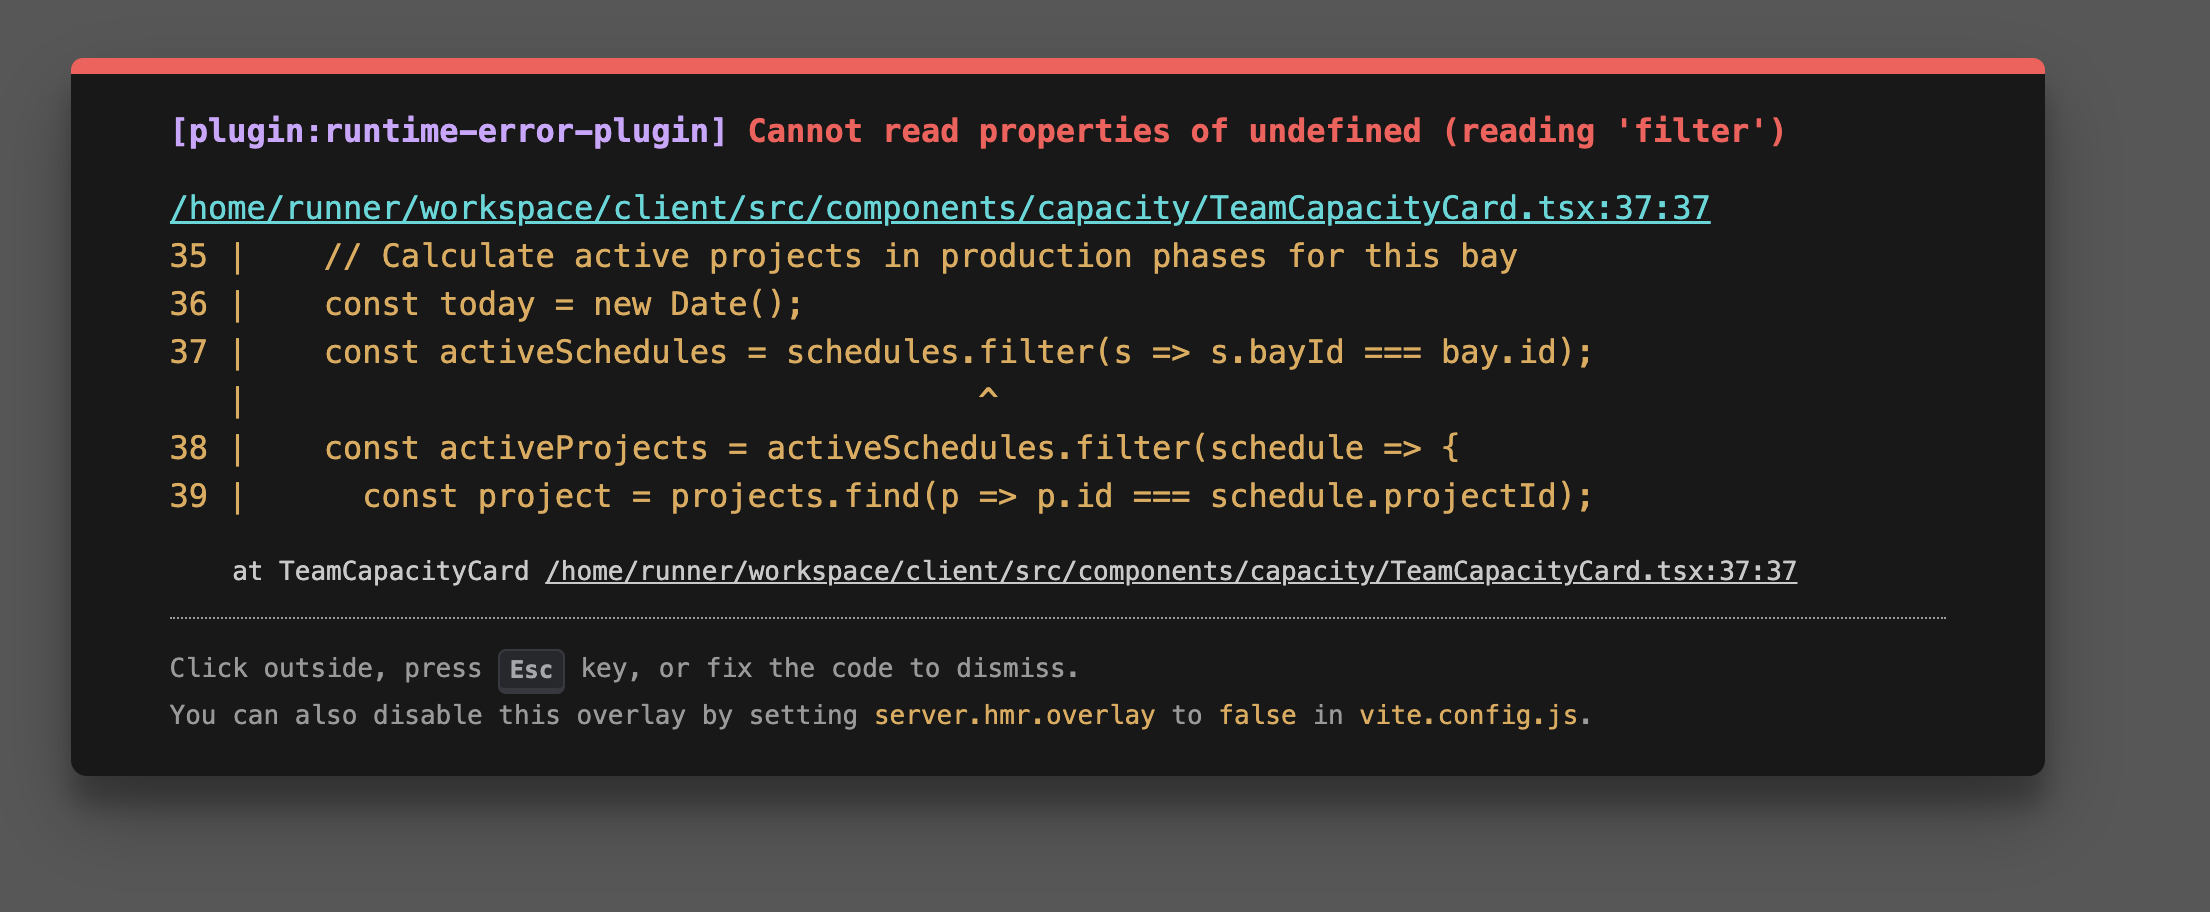 [plugin:runtime-error-plugin] Cannot read properties of undefined (reading 'filter')
/home/runner/workspace/client/src/components/capacity/TeamCapacityCard.tsx:37:37
35 |    // Calculate active projects in production phases for this bay
36 |    const today = new Date();
37 |    const activeSchedules = schedules.filter(s => s.bayId === bay.id);
   |                                      ^
38 |    const activeProjects = activeSchedules.filter(schedule => {
39 |      const project = projects.find(p => p.id === schedule.projectId);
    at TeamCapacityCard /home/runner/workspace/client/src/components/capacity/TeamCapacityCard.tsx:37:37
Click outside, press Esc key, or fix the code to dismiss.
You can also disable this overlay by setting server.hmr.overlay to false in vite.config.js.